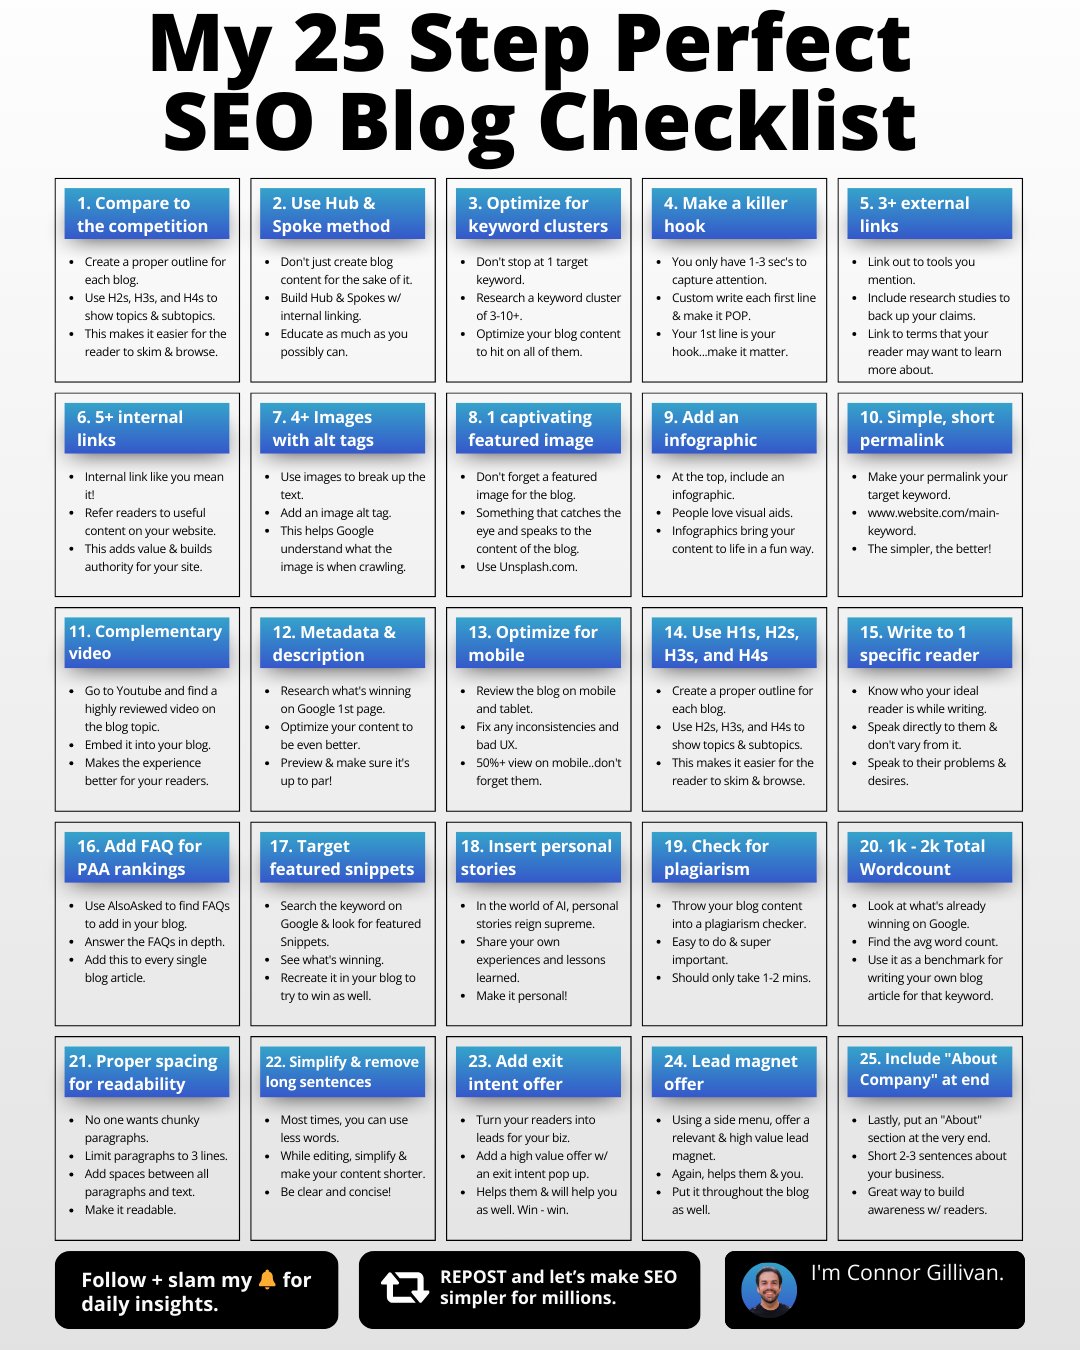 My 25 Step Perfect
SEO Blog Checklist
1. Compare to
the competition
• Create a proper outline for
each blog.
• Use H2s, H3s, and H4s to
show topics & subtopics.
• This makes it easier for the
reader to skim & browse.
2. Use Hub &
Spoke method
• Don't just create blog
content for the sake of it.
• Build Hub & Spokes w/
internal linking.
• Educate as much as you
possibly can.
3. Optimize for
keyword clusters
• Don't stop at 1 target
keyword.
• Research a keyword cluster
of 3-10+.
• Optimize your blog content
to hit on all of them.
4. Make a killer
hook
• You only have 1-3 sec's to
capture attention.
• Custom write each first line
& make it POP.
• Your 1st line is your
hook...make it matter.
5. 3+ external
links
• Link out to tools you
mention.
• Include research studies to
back up your claims.
• Link to terms that your
reader may want to learn
more about.
6. 5+ internal
links
• Internal link like you mean
it!
• Refer readers to useful
content on your website.
• This adds value & builds
authority for your site.
7. 4+ Images
with alt tags
• Use images to break up the
text.
• Add an image alt tag.
• This helps Google
understand what the
image is when crawling.
8. 1 captivating
featured image
• Don't forget a featured
image for the blog.
• Something that catches the
eye and speaks to the
content of the blog.
• Use Unsplash.com.
9. Add an
infographic
• At the top, include an
infographic.
• People love visual aids.
• Infographics bring your
content to life in a fun way.
10. Simple, short
permalink
• Make your permalink your
target keyword.
• www.website.com/main-
keyword.
• The simpler, the better!
11. Complementary
video
• Go to Youtube and find a
highly reviewed video on
the blog topic.
• Embed it into your blog.
• Makes the experience
better for your readers.
12. Metadata &
description
• Research what's winning
on Google 1st page.
• Optimize your content to
be even better.
• Preview & make sure it's
up to par!
13. Optimize for
mobile
• Review the blog on mobile
and tablet.
• Fix any inconsistencies and
bad UX.
• 50%+ view on mobile..don't
forget them.
14. Use H1s, H2s,
H3s, and H4s
• Create a proper outline for
each blog.
• Use H2s, H3s, and H4s to
show topics & subtopics.
• This makes it easier for the
reader to skim & browse.
15. Write to 1
specific reader
• Know who your ideal
reader is while writing.
• Speak directly to them &
don't vary from it.
• Speak to their problems &
desires.
16. Add FAQ for
PAA rankings
• Use AlsoAsked to find FAQs
to add in your blog.
• Answer the FAQs in depth.
• Add this to every single
blog article.
17. Target
featured snippets
• Search the keyword on
Google & look for featured
Snippets.
• See what's winning.
• Recreate it in your blog to
try to win as well.
18. Insert personal
stories
• In the world of AI, personal
stories reign supreme.
• Share your own
experiences and lessons
learned.
• Make it personal!
19. Check for
plagiarism
• Throw your blog content
into a plagiarism checker.
• Easy to do & super
important.
• Should only take 1-2 mins.
20. 1k - 2k Total
Wordcount
• Look at what's already
winning on Google.
• Find the avg word count.
• Use it as a benchmark for
writing your own blog
article for that keyword.
21. Proper spacing
for readability
• No one wants chunky
paragraphs.
• Limit paragraphs to 3 lines.
• Add spaces between all
paragraphs and text.
• Make it readable.
22. Simplify & remove
long sentences
• Most times, you can use
less words.
• While editing, simplify &
make your content shorter.
• Be clear and concise!
23. Add exit
intent offer
• Turn your readers into
leads for your biz.
• Add a high value offer w/
an exit intent pop up.
• Helps them & will help you
as well. Win - win.
24. Lead magnet
offer
• Using a side menu, offer a
relevant & high value lead
magnet.
• Again, helps them & you.
• Put it throughout the blog
as well.
25. Include "About
Company" at end
• Lastly, put an "About"
section at the very end.
• Short 2-3 sentences about
your business.
• Great way to build
awareness w/ readers.
Follow + slam my 🔔 for
daily insights.
REPOST and let's make SEO
simpler for millions.
I'm Connor Gillivan.